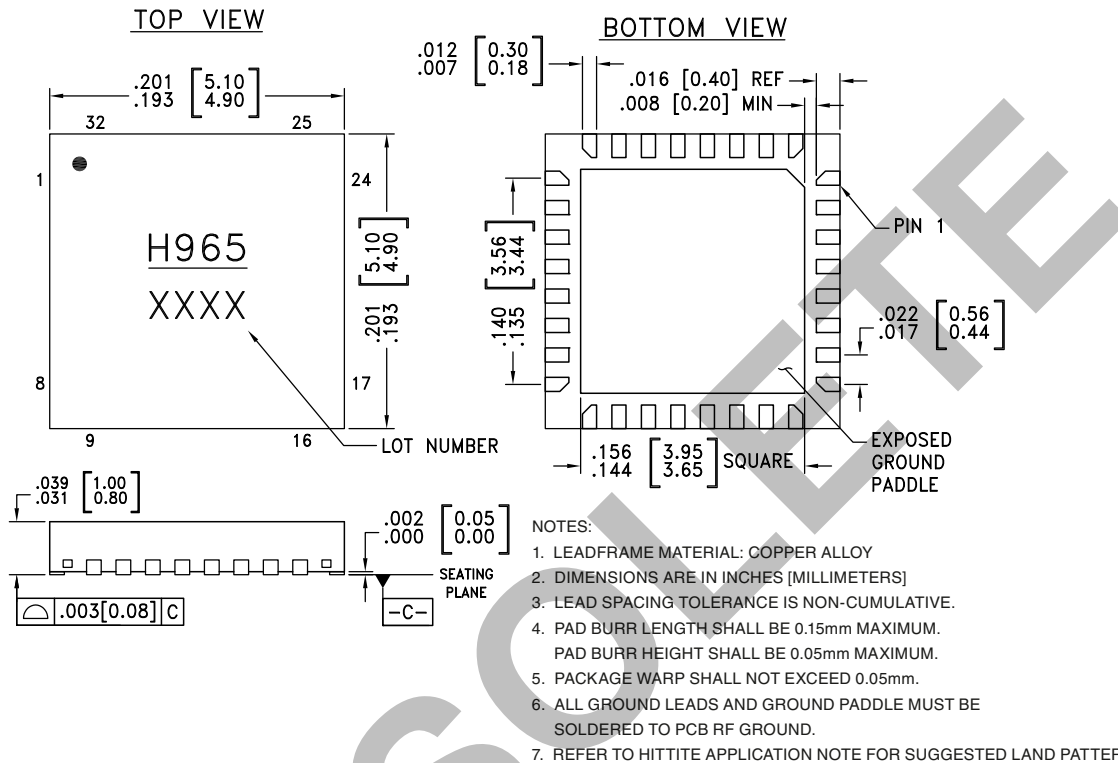 TOP VIEW
.201 [5.10]
.193 [4.90]
32
25
1
24
H965
XXXX
[5.10]
[4.90]
.201
.193
8
17
9
16
LOT NUMBER
BOTTOM VIEW
.012 [0.30]
.007 [0.18]
.016 [0.40] REF
.008 [0.20] MIN
PIN 1
[3.56]
[3.44]
.140
.135
.022 [0.56]
.017 [0.44]
.156 [3.95]
.144 [3.65]
SQUARE
EXPOSED
GROUND
PADDLE
.039 [1.00]
.031 [0.80]
.002 [0.05]
.000 [0.00]
SEATING
PLANE
.003[0.08] C
-C-
NOTES:
1. LEADFRAME MATERIAL: COPPER ALLOY
2. DIMENSIONS ARE IN INCHES [MILLIMETERS]
3. LEAD SPACING TOLERANCE IS NON-CUMULATIVE.
4. PAD BURR LENGTH SHALL BE 0.15mm MAXIMUM.
PAD BURR HEIGHT SHALL BE 0.05mm MAXIMUM.
5. PACKAGE WARP SHALL NOT EXCEED 0.05mm.
6. ALL GROUND LEADS AND GROUND PADDLE MUST BE
SOLDERED TO PCB RF GROUND.
7. REFER TO HITTITE APPLICATION NOTE FOR SUGGESTED LAND PATTER
SOLETE